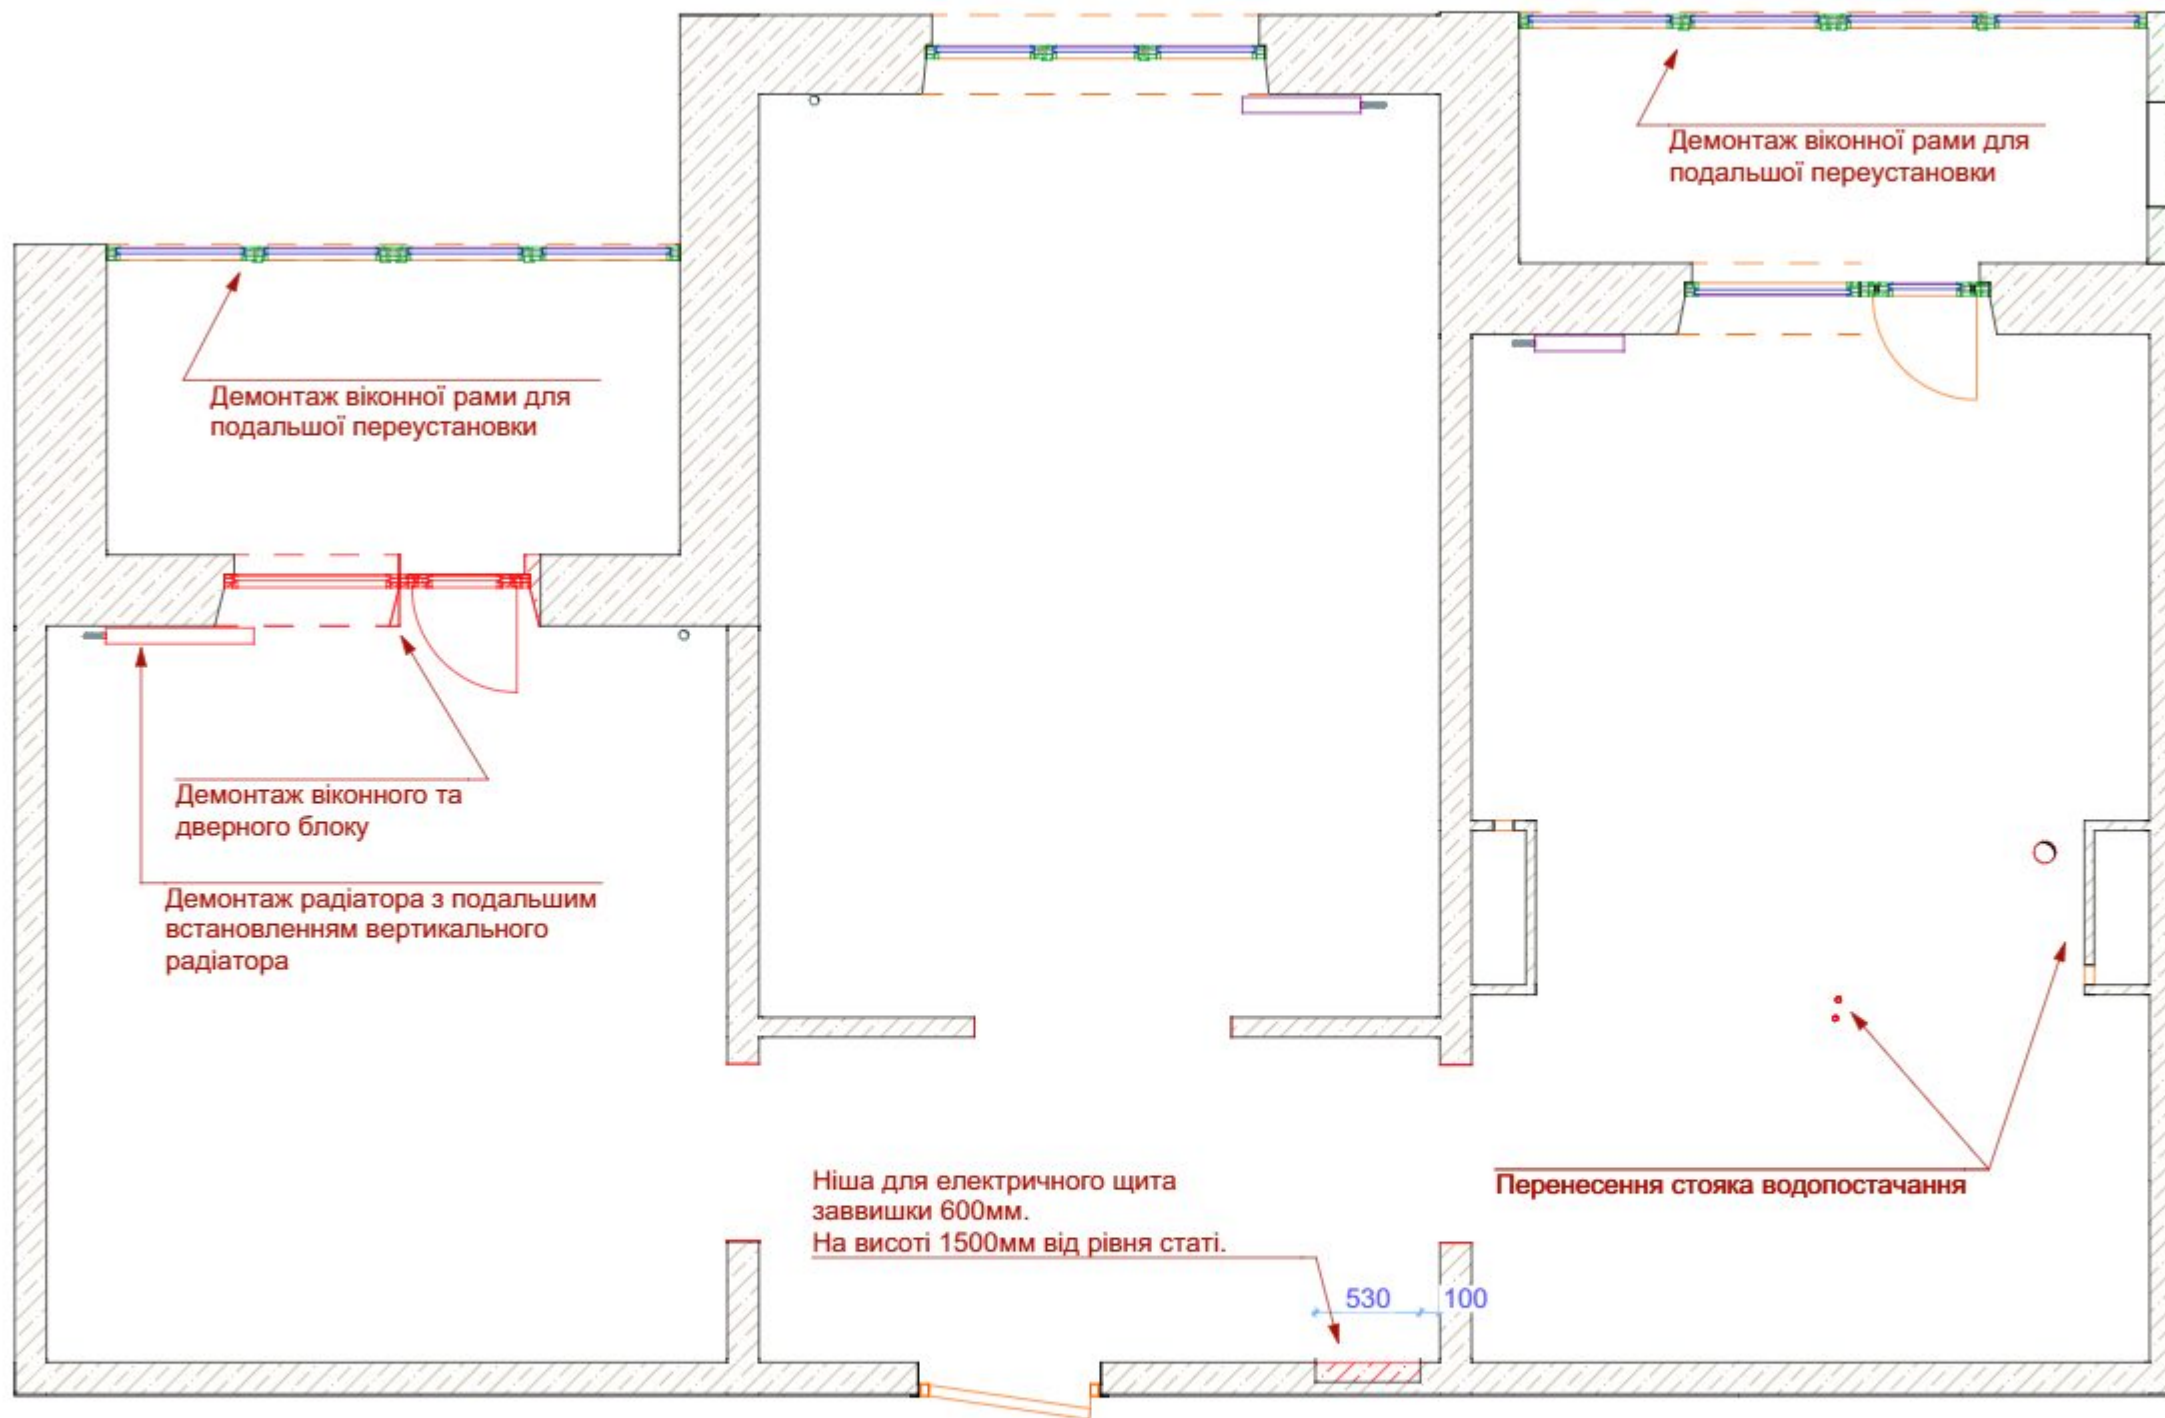 Демонтаж віконної рами для
подальшої переустановки
Демонтаж віконної рами для
подальшої переустановки
Демонтаж віконного та
дверного блоку
Демонтаж радіатора з подальшим
встановленням вертикального
радіатора
Ніша для електричного щита
заввишки 600мм.
На висоті 1500мм від рівня статі.
Перенесення стояка водопостачання
530
100